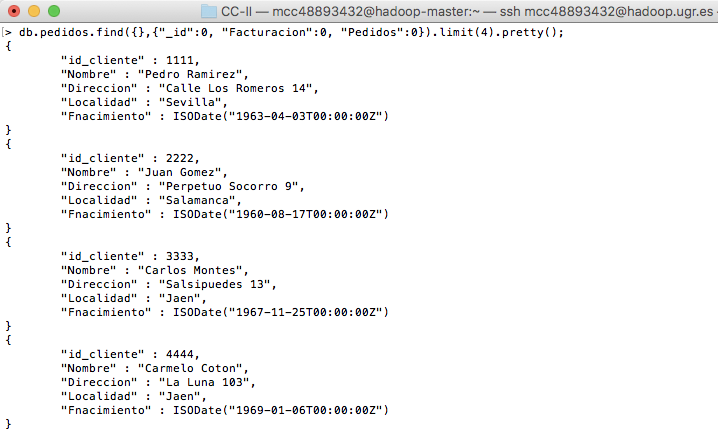 CC-II — mcc48893432@hadoop-master:~ — ssh mcc48893432@hadoop.ugr.es
[> db.pedidos.find({},{"_id":0, "Facturacion":0, "Pedidos":0}).limit(4).pretty();
{
"id_cliente" : 1111,
"Nombre" : "Pedro Ramirez",
"Direccion" : "Calle Los Romeros 14",
"Localidad" : "Sevilla",
"Fnacimiento" : ISODate("1963-04-03T00:00:00Z")
}
{
"id_cliente" : 2222,
"Nombre" : "Juan Gomez",
"Direccion" : "Perpetuo Socorro 9",
"Localidad" : "Salamanca",
"Fnacimiento" : ISODate("1960-08-17T00:00:00Z")
}
{
"id_cliente" : 3333,
"Nombre" : "Carlos Montes",
"Direccion" : "Salsipuedes 13",
"Localidad" : "Jaen",
"Fnacimiento" : ISODate("1967-11-25T00:00:00Z")
}
{
"id_cliente" : 4444,
"Nombre" : "Carmelo Coton",
"Direccion" : "La Luna 103",
"Localidad" : "Jaen",
"Fnacimiento" : ISODate("1969-01-06T00:00:00Z")
}